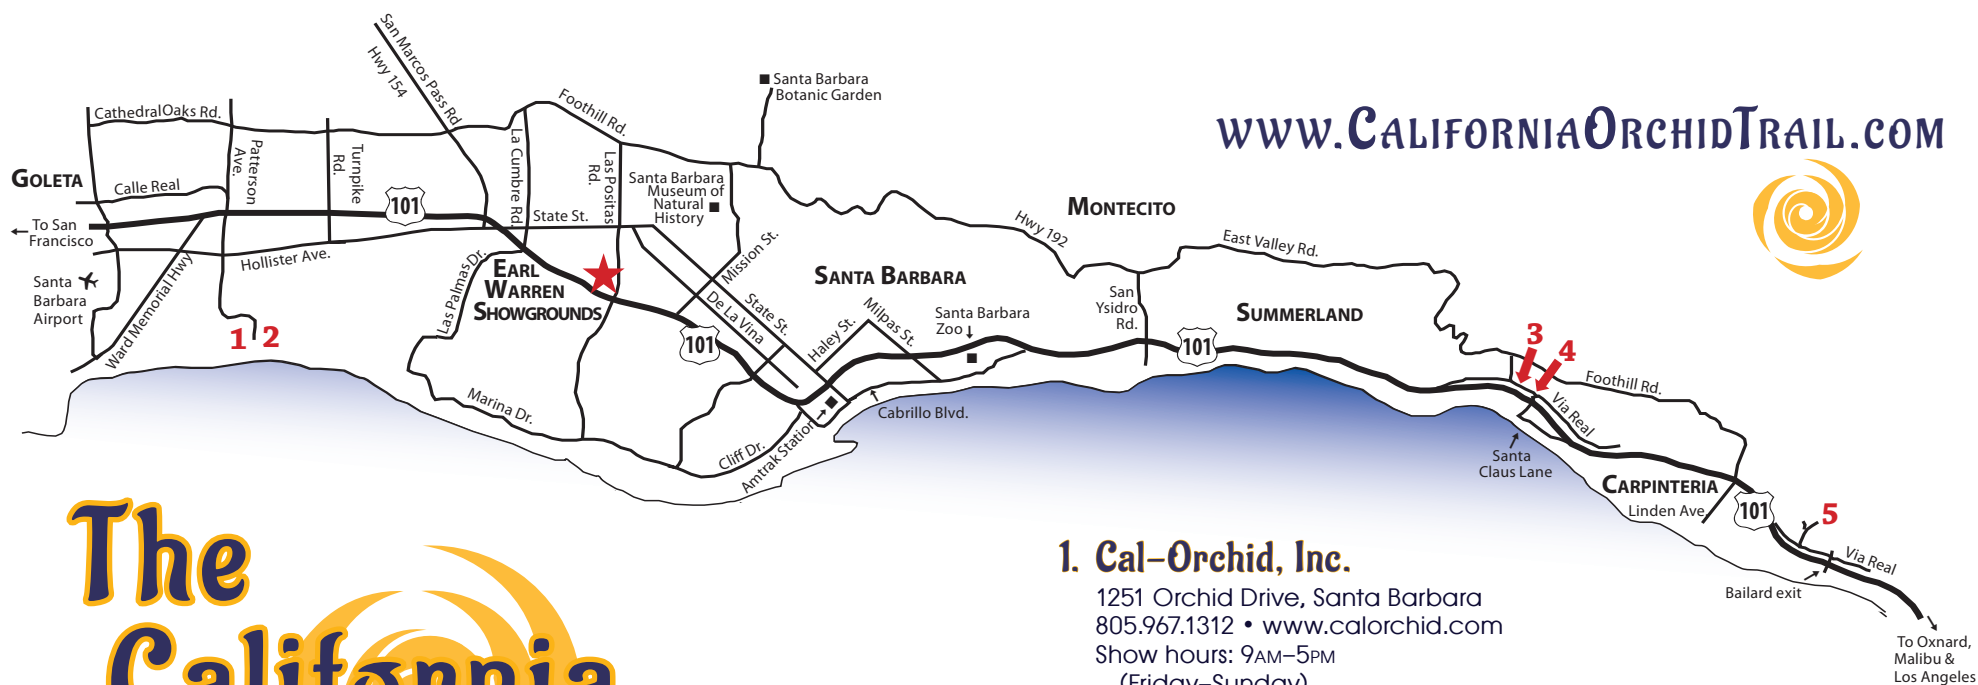 San Marcos Pass Rd
Hwy 154
Santa Barbara
Botanic Garden
Foothill Rd.
CathedralOaks Rd.
www.CaliforniaOrchidTrail.com
Patterson
Ave.
Turnpike
Rd.
La Cumbre Rd.
Las Positas
Rd.
Goleta
Calle Real
101
Santa Barbara
Museum of
Natural
History
State St.
Montecito
Hwy 192
To San
Francisco
Hollister Ave.
East Valley Rd.
Mission St.
Las Palmas Dr.
Earl
Warren
Showgrounds
Santa Barbara
Santa
Barbara
Airport
Ward Memorial Hwy
De La Vina
State St.
Haley St.
Milpas St.
Santa Barbara
Zoo
San
Ysidro
Rd.
Summerland
1 2
101
101
3
4
Foothill Rd.
Via Real
Marina Dr.
Cabrillo Blvd.
Cliff Dr.
Amtrak Station
Santa
Claus Lane
Carpinteria
Linden Ave.
101
5
Via Real
Bailard exit
To Oxnard,
Malibu &
Los Angeles
The
California
1. Cal-Orchid, Inc.
1251 Orchid Drive, Santa Barbara
805.967.1312 • www.calorchid.com
Show hours: 9AM–5PM
(Friday–Sunday)